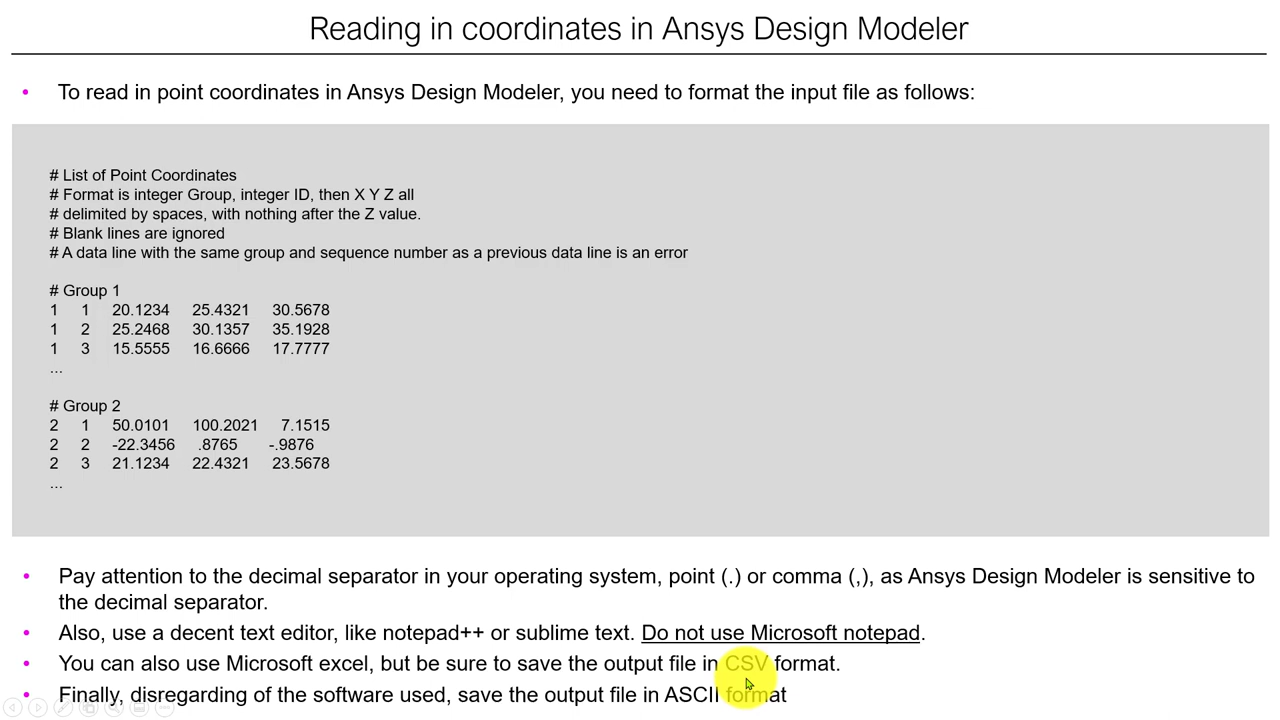 Reading in coordinates in Ansys Design Modeler
• To read in point coordinates in Ansys Design Modeler, you need to format the input file as follows:
# List of Point Coordinates
# Format is integer Group, integer ID, then X Y Z all
# delimited by spaces, with nothing after the Z value.
# Blank lines are ignored
# A data line with the same group and sequence number as a previous data line is an error
# Group 1
1 1 20.1234 25.4321 30.5678
1 2 25.2468 30.1357 35.1928
1 3 15.5555 16.6666 17.7777
...
# Group 2
2 1 50.0101 100.2021 7.1515
2 2 -22.3456 .8765 -.9876
2 3 21.1234 22.4321 23.5678
...
• Pay attention to the decimal separator in your operating system, point (.) or comma (,), as Ansys Design Modeler is sensitive to
the decimal separator.
• Also, use a decent text editor, like notepad++ or sublime text. Do not use Microsoft notepad.
• You can also use Microsoft excel, but be sure to save the output file in CSV format.
• Finally, disregarding of the software used, save the output file in ASCII format